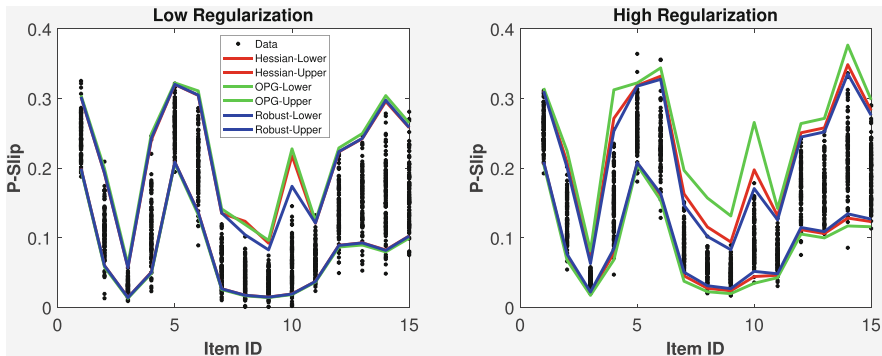 Low Regularization
0.4
0.3
0.2
0.1
0
P-Slip
Data
Hessian-Lower
Hessian-Upper
OPG-Lower
OPG-Upper
Robust-Lower
Robust-Upper
0 5 10 15
Item ID
High Regularization
0.4
0.3
0.2
0.1
0
P-Slip
0 5 10 15
Item ID